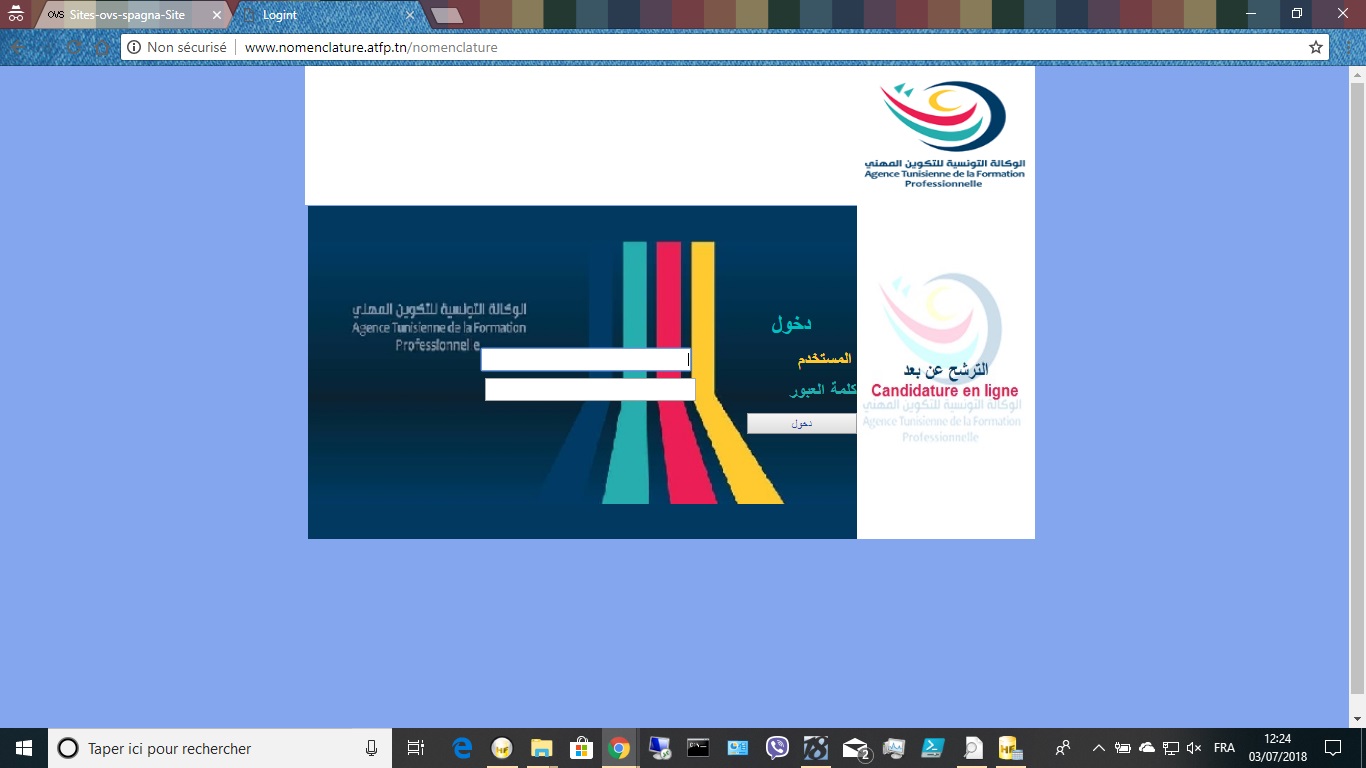 OVS Sites-ovs-spagna-Site
Logint
Non sécurisé
www.nomenclature.atfp.tn/nomenclature
الوكالة التونسية للتكوين المهني
Agence Tunisienne de la Formation
Professionnelle
الوكالة التونسية للتكوين المهني
Agence Tunisienne de la Formation
Professionnelle
دخول
المستخدم
كلمة العبور
دخول
الترشح عن بعد
Candidature en ligne
الوكالة التونسية للتكوين المهني
Agence Tunisienne de la Formation
Professionnelle
Taper ici pour rechercher
2
FRA
12:24
03/07/2018